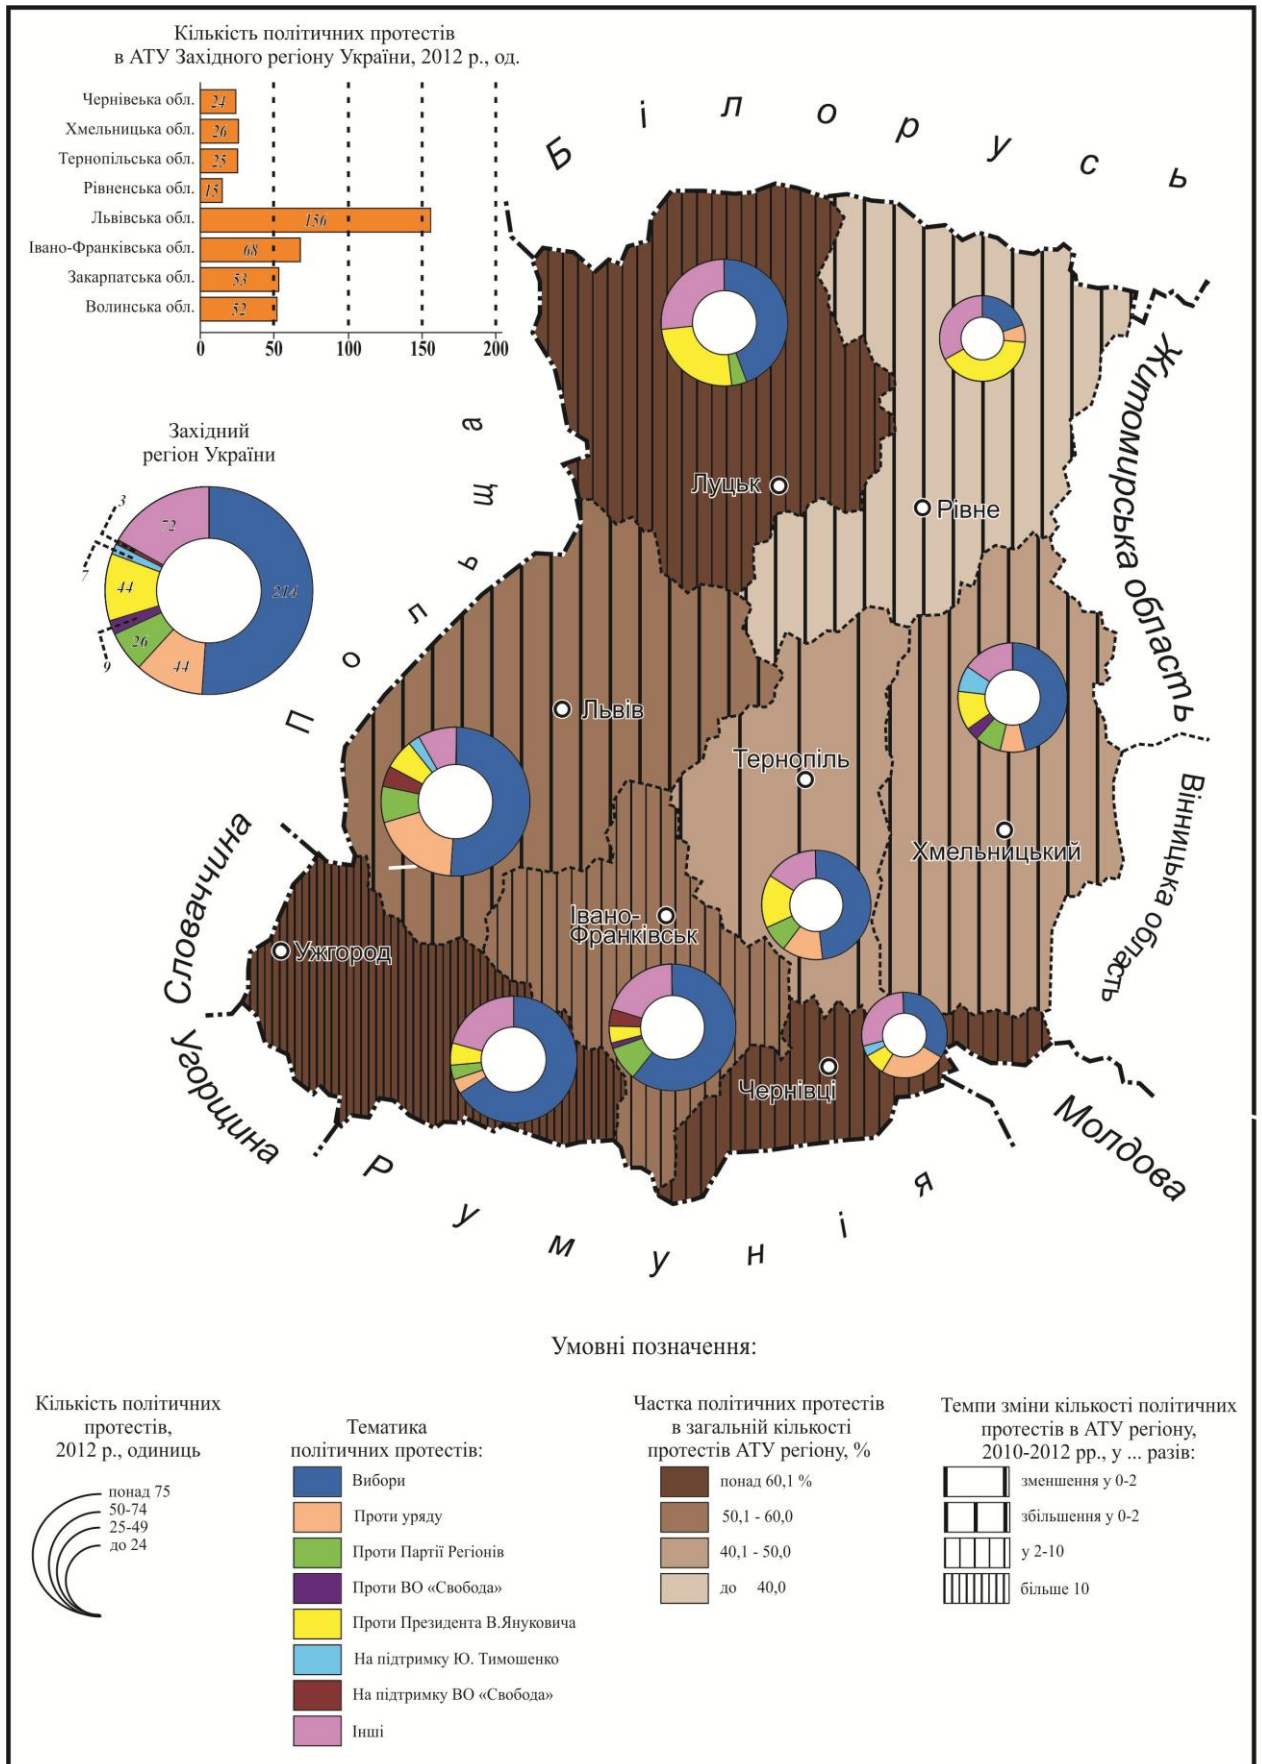 Кількість політичних протестів
в АТУ Західного регіону України, 2012 р., од.
Чернівеська обл.
24
Хмельницька обл.
26
Тернопільська обл.
25
Рівненська обл.
15
Львівська обл.
156
Івано-Франківська обл.
68
Закарпатська обл.
53
Волинська обл.
52
0 50 100 150 200
Західний
регіон України
3
72
7
44
214
9
26
44
Білорусь
Польща
Житомирська область
Вінницька область
Словаччина
Угорщина
Румунія
Молдова
Луцьк
Рівне
Львів
Тернопіль
Хмельницький
Івано-
Франківськ
Ужгород
Чернівці
Умовні позначення:
Кількість політичних
протестів,
2012 р., одиниць
понад 75
50-74
25-49
до 24
Тематика
політичних протестів:
Вибори
Проти уряду
Проти Партії Регіонів
Проти ВО «Свобода»
Проти Президента В.Януковича
На підтримку Ю. Тимошенко
На підтримку ВО «Свобода»
Інші
Частка політичних протестів
в загальній кількості
протестів АТУ регіону, %
понад 60,1 %
50,1 - 60,0
40,1 - 50,0
до 40,0
Темпи зміни кількості політичних
протестів в АТУ регіону,
2010-2012 рр., у ... разів:
зменшення у 0-2
збільшення у 0-2
у 2-10
більше 10